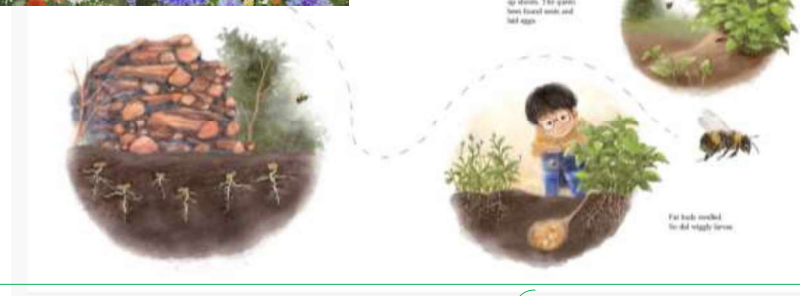 up shoots. The queen
bees found nests and
laid eggs.
Fat buds swelled.
So did wiggly larvae.